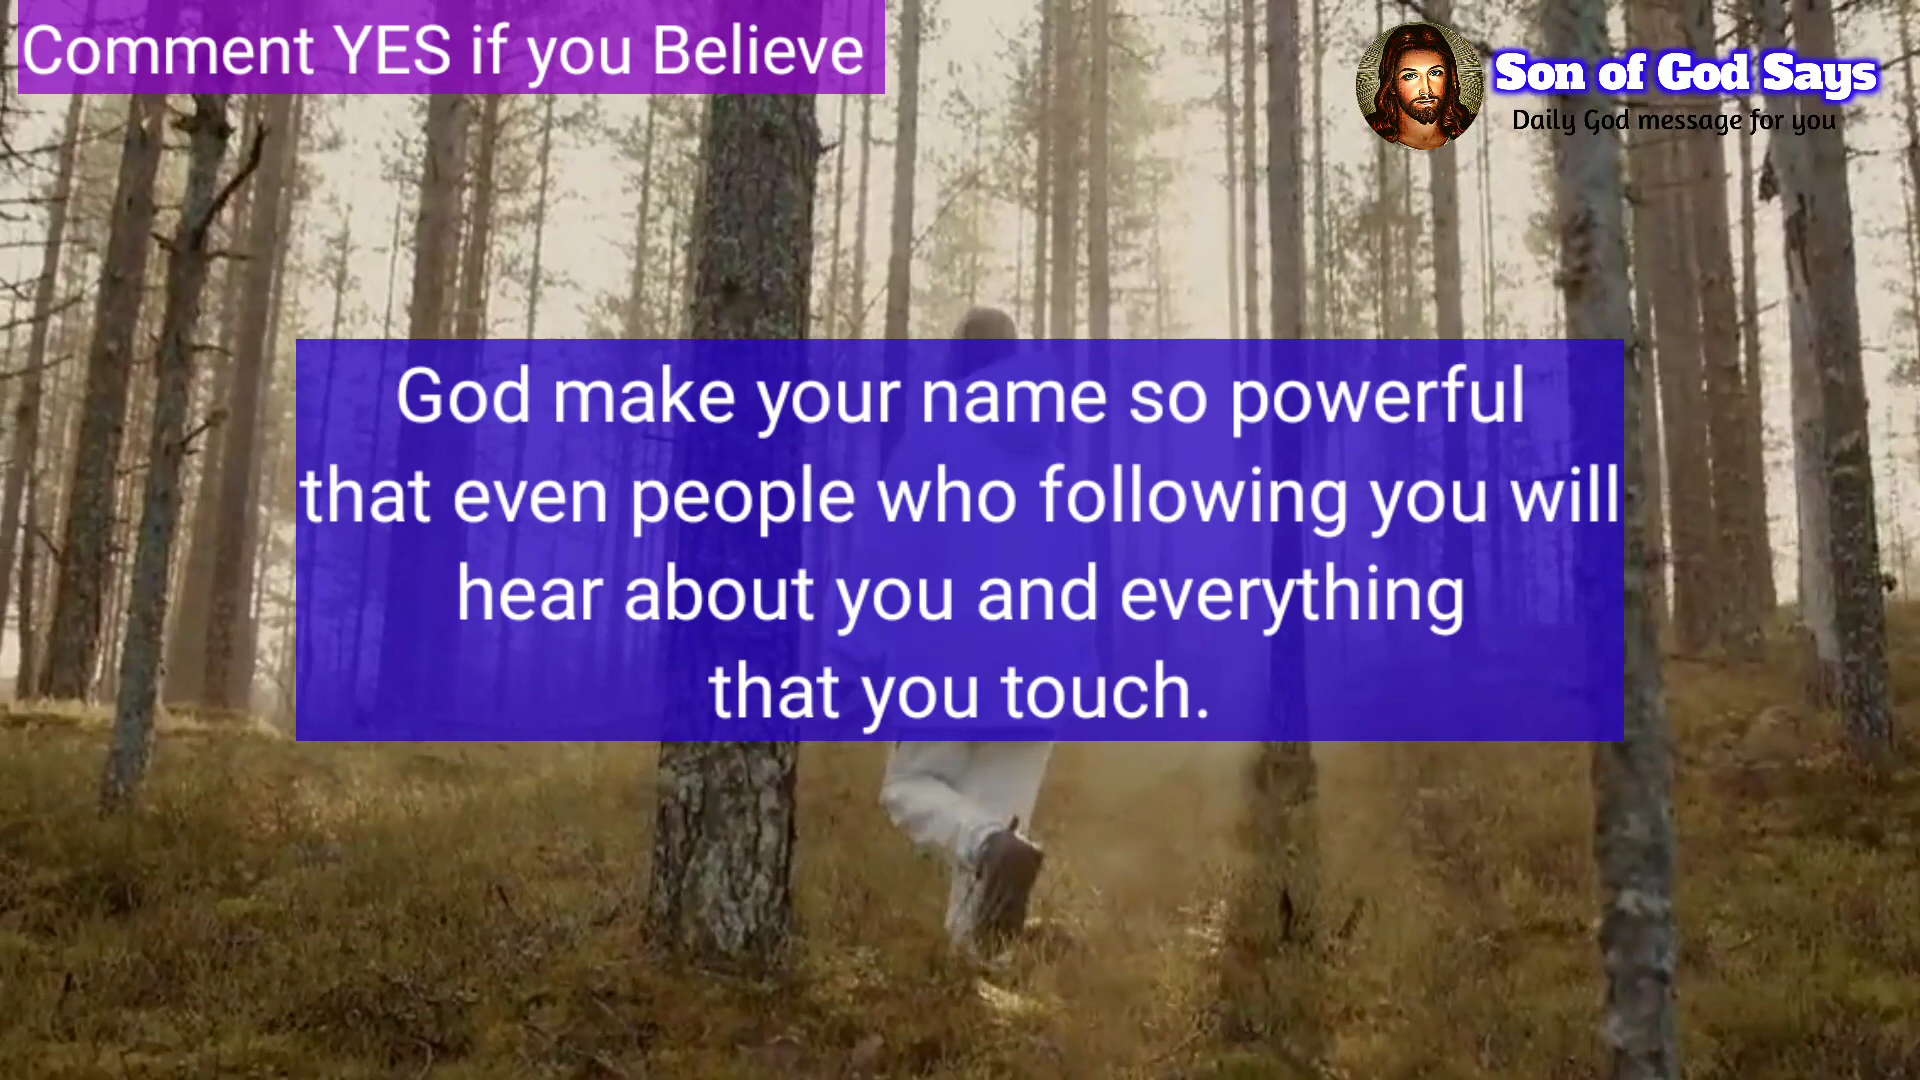 Comment YES if you Believe
Son of God Says
Daily God message for you
God make your name so powerful
that even people who following you will
hear about you and everything
that you touch.